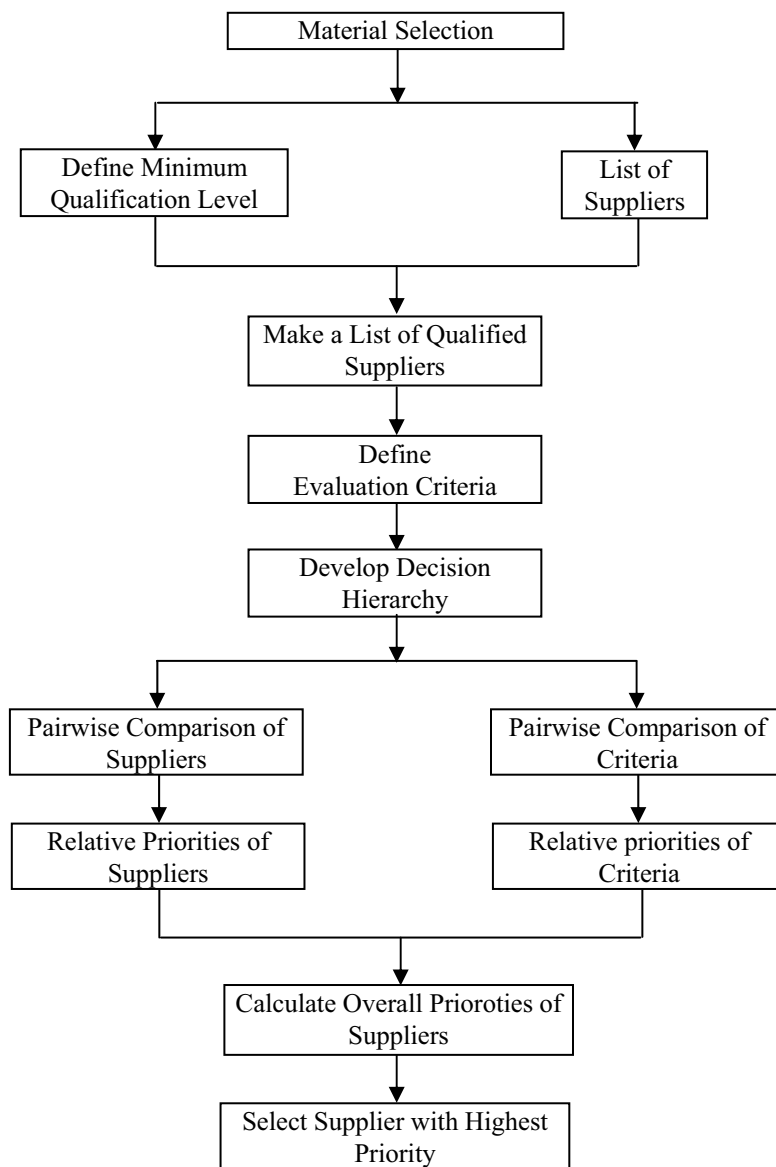 Material Selection
Define Minimum
Qualification Level
List of
Suppliers
Make a List of Qualified
Suppliers
Define
Evaluation Criteria
Develop Decision
Hierarchy
Pairwise Comparison of
Suppliers
Pairwise Comparison of
Criteria
Relative Priorities of
Suppliers
Relative priorities of
Criteria
Calculate Overall Prioroties of
Suppliers
Select Supplier with Highest
Priority